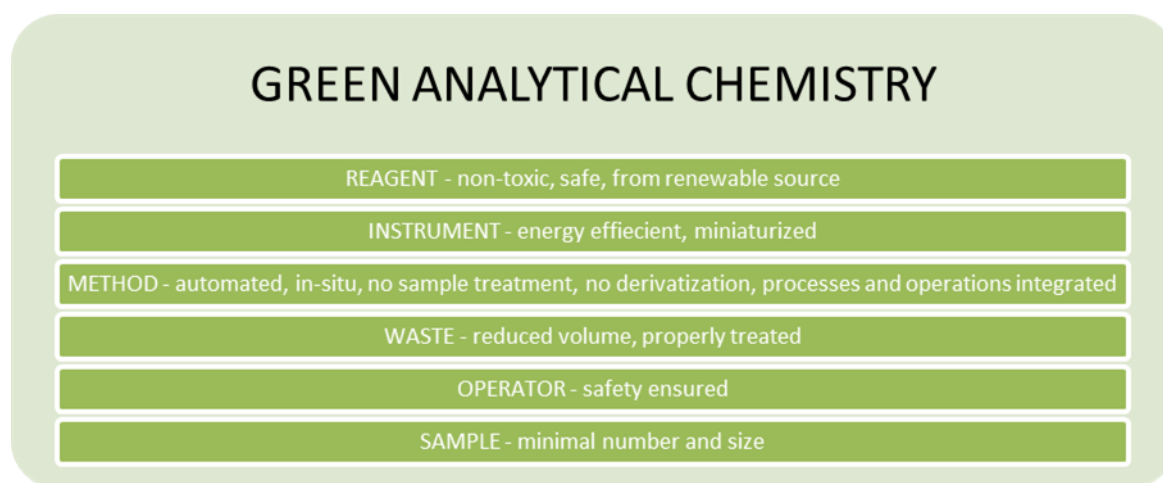 GREEN ANALYTICAL CHEMISTRY
REAGENT - non-toxic, safe, from renewable source
INSTRUMENT - energy effiecient, miniaturized
METHOD - automated, in-situ, no sample treatment, no derivatization, processes and operations integrated
WASTE - reduced volume, properly treated
OPERATOR - safety ensured
SAMPLE - minimal number and size